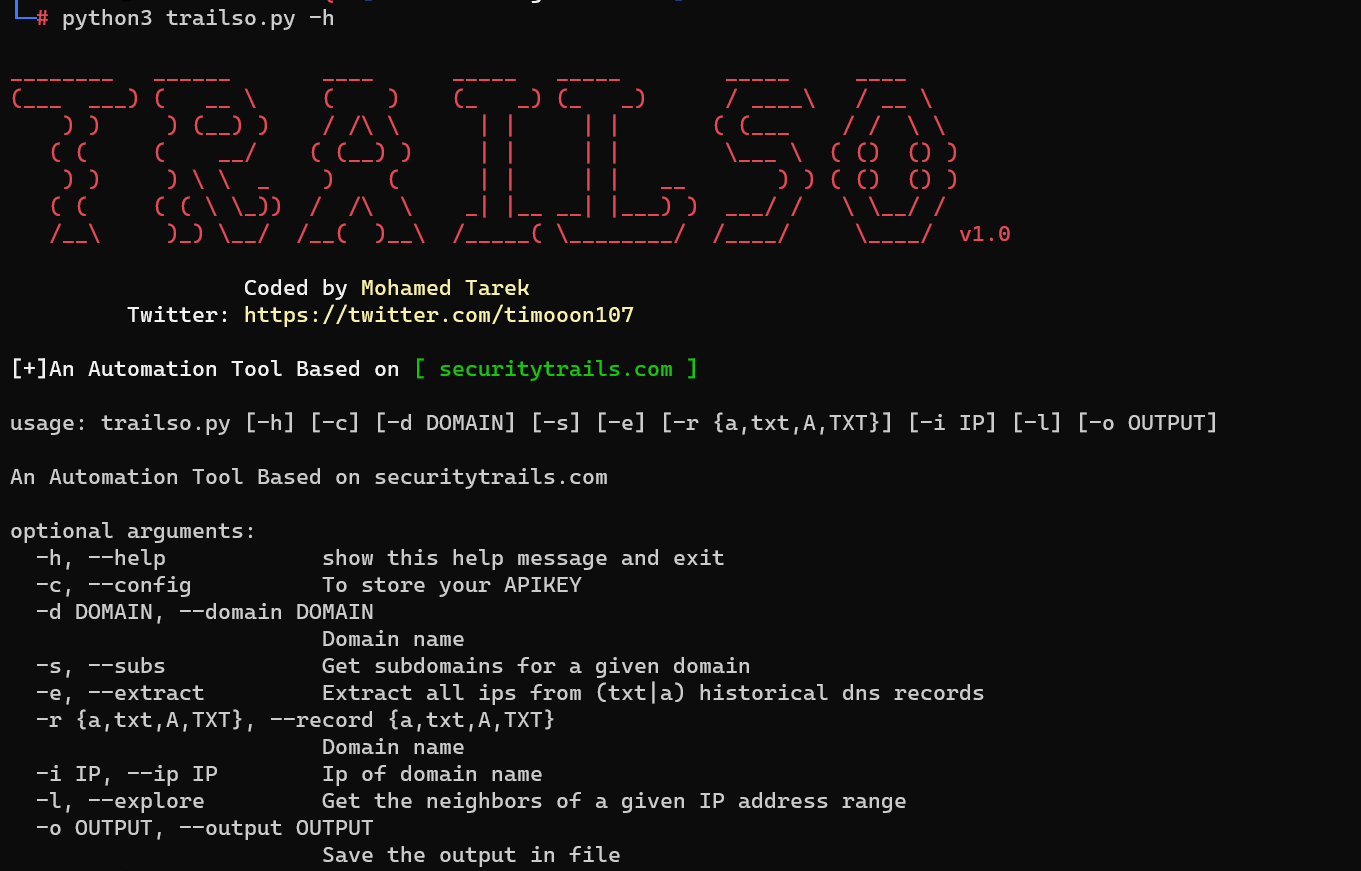 # python3 trailso.py -h
TRAILSO
v1.0
Coded by Mohamed Tarek
Twitter: https://twitter.com/timooon107
[+]An Automation Tool Based on [ securitytrails.com ]
usage: trailso.py [-h] [-c] [-d DOMAIN] [-s] [-e] [-r {a,txt,A,TXT}] [-i IP] [-l] [-o OUTPUT]
An Automation Tool Based on securitytrails.com
optional arguments:
-h, --help show this help message and exit
-c, --config To store your APIKEY
-d DOMAIN, --domain DOMAIN
Domain name
-s, --subs Get subdomains for a given domain
-e, --extract Extract all ips from (txt|a) historical dns records
-r {a,txt,A,TXT}, --record {a,txt,A,TXT}
Domain name
-i IP, --ip IP Ip of domain name
-l, --explore Get the neighbors of a given IP address range
-o OUTPUT, --output OUTPUT
Save the output in file